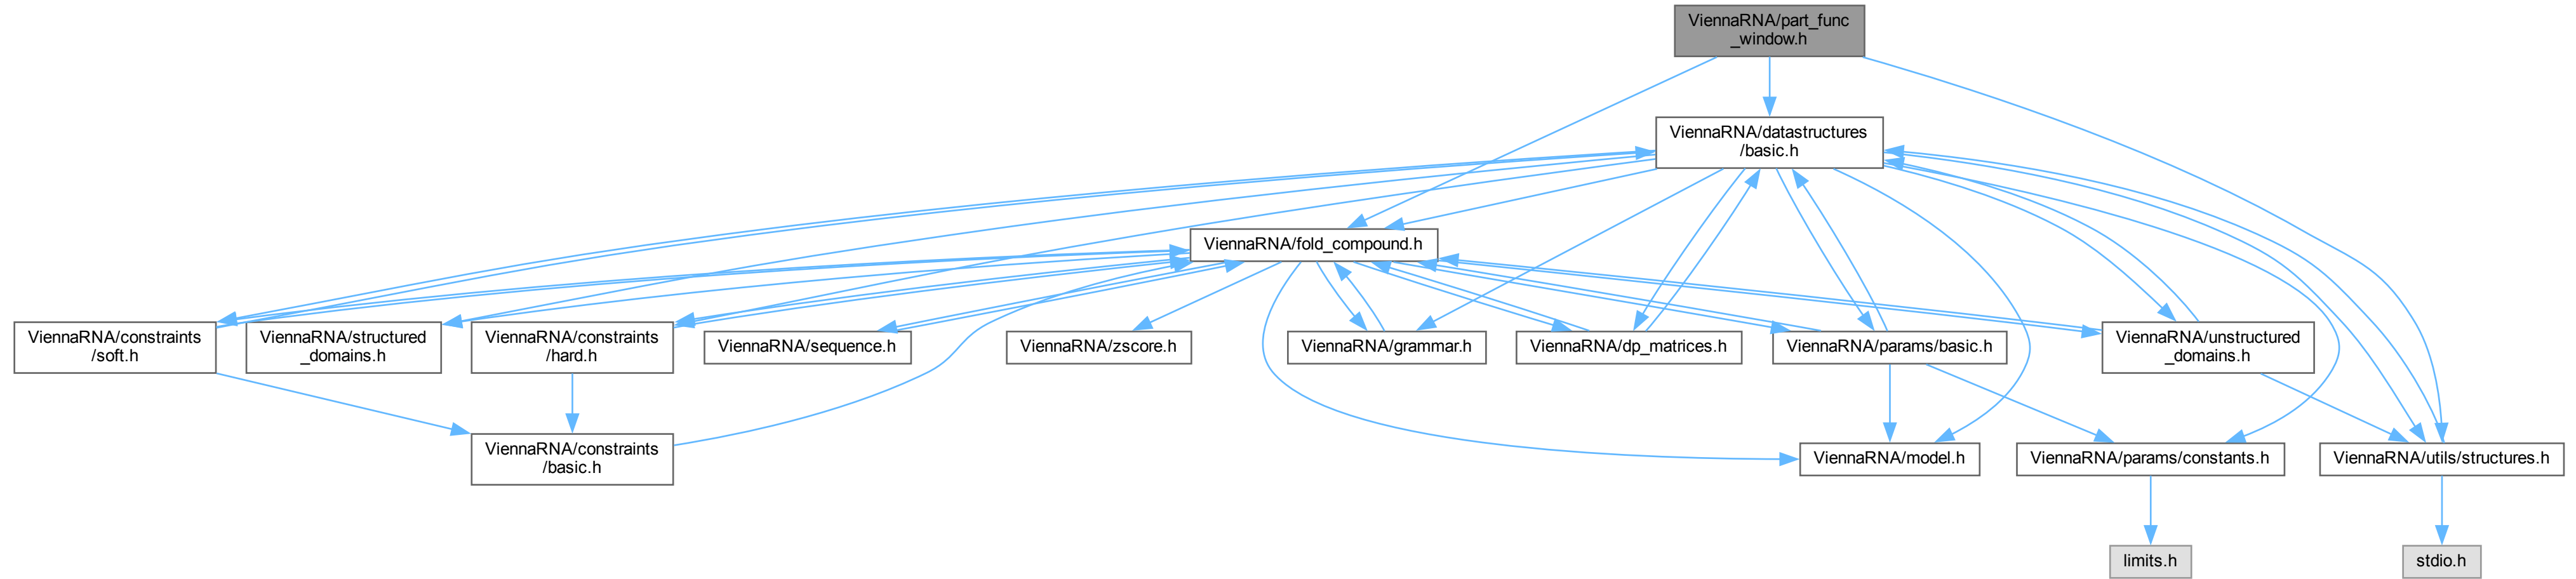 ViennaRNA/part_func
_window.h
ViennaRNA/datastructures
/basic.h
ViennaRNA/fold_compound.h
ViennaRNA/constraints
/soft.h
ViennaRNA/structured
_domains.h
ViennaRNA/constraints
/hard.h
ViennaRNA/sequence.h
ViennaRNA/zscore.h
ViennaRNA/grammar.h
ViennaRNA/dp_matrices.h
ViennaRNA/params/basic.h
ViennaRNA/unstructured
_domains.h
ViennaRNA/constraints
/basic.h
ViennaRNA/model.h
ViennaRNA/params/constants.h
ViennaRNA/utils/structures.h
limits.h
stdio.h